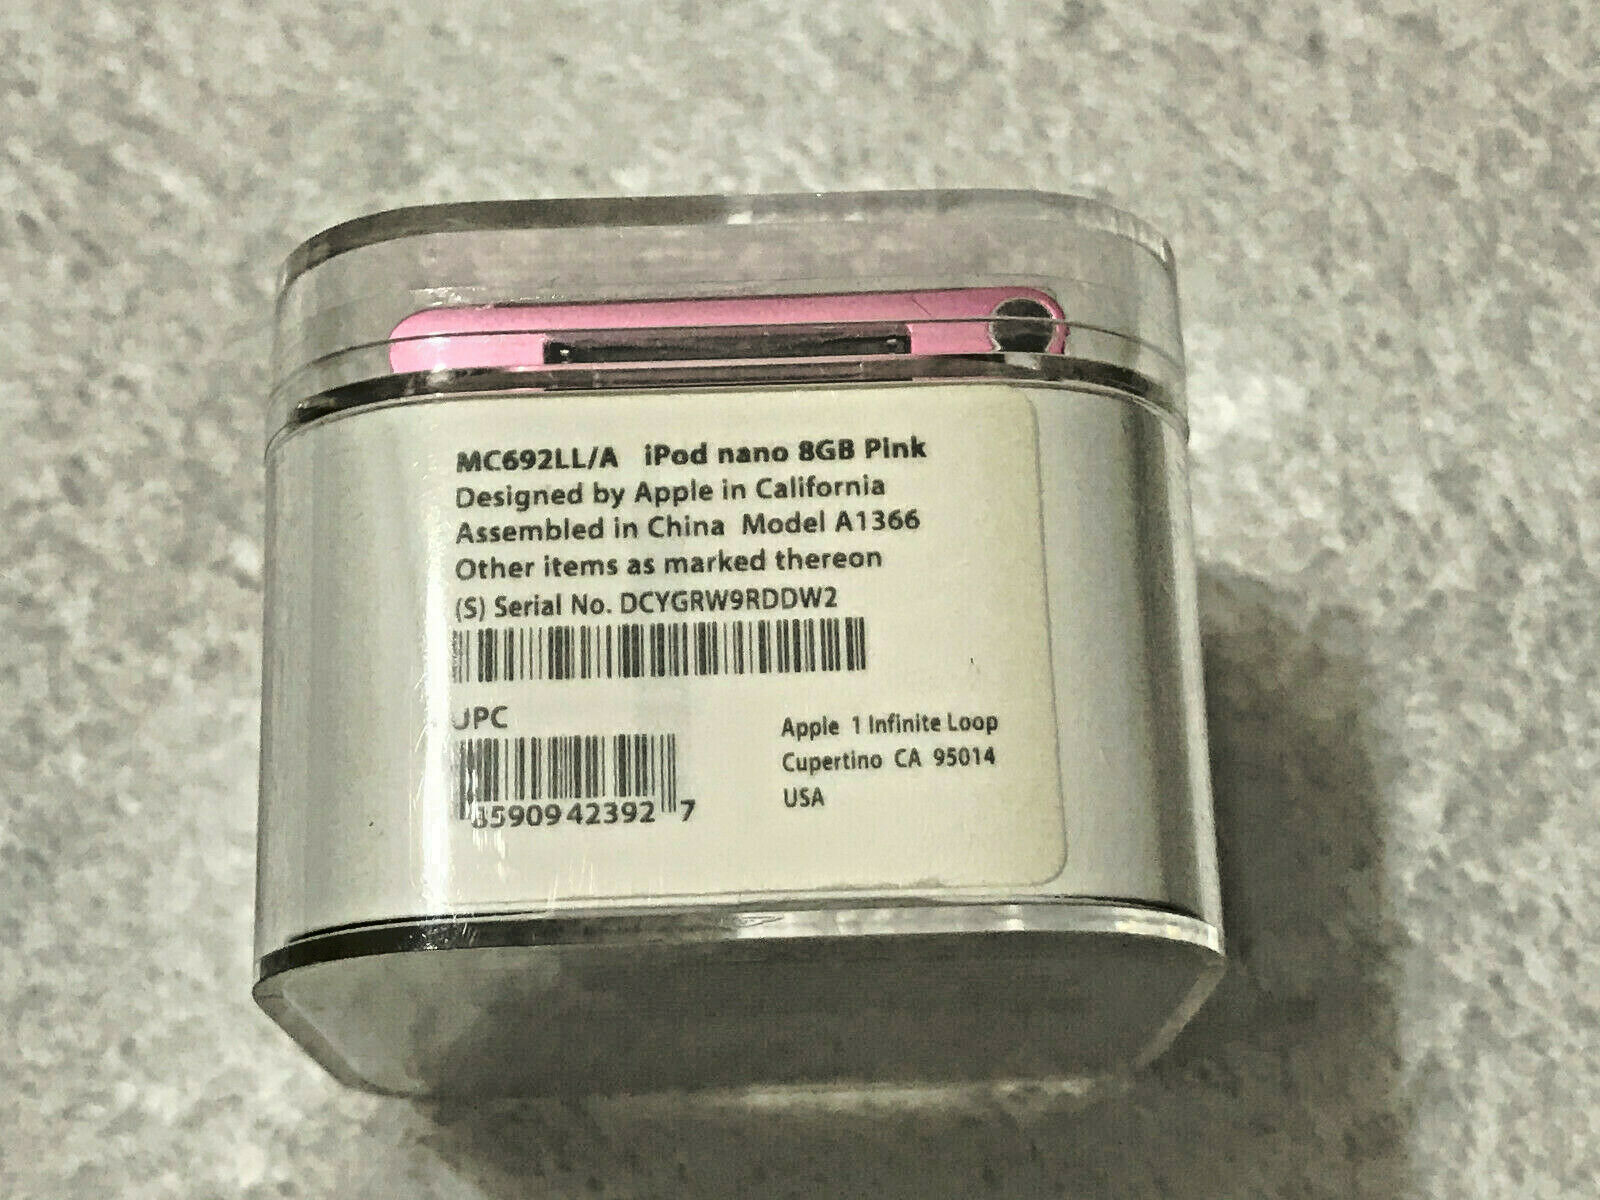 MC692LL/A iPod nano 8GB Pink
Designed by Apple in California
Assembled in China Model A1366
Other items as marked thereon
(S) Serial No. DCYGRW9RDDW2
UPC
Apple 1 Infinite Loop
Cupertino CA 95014
USA
85909 42392 7